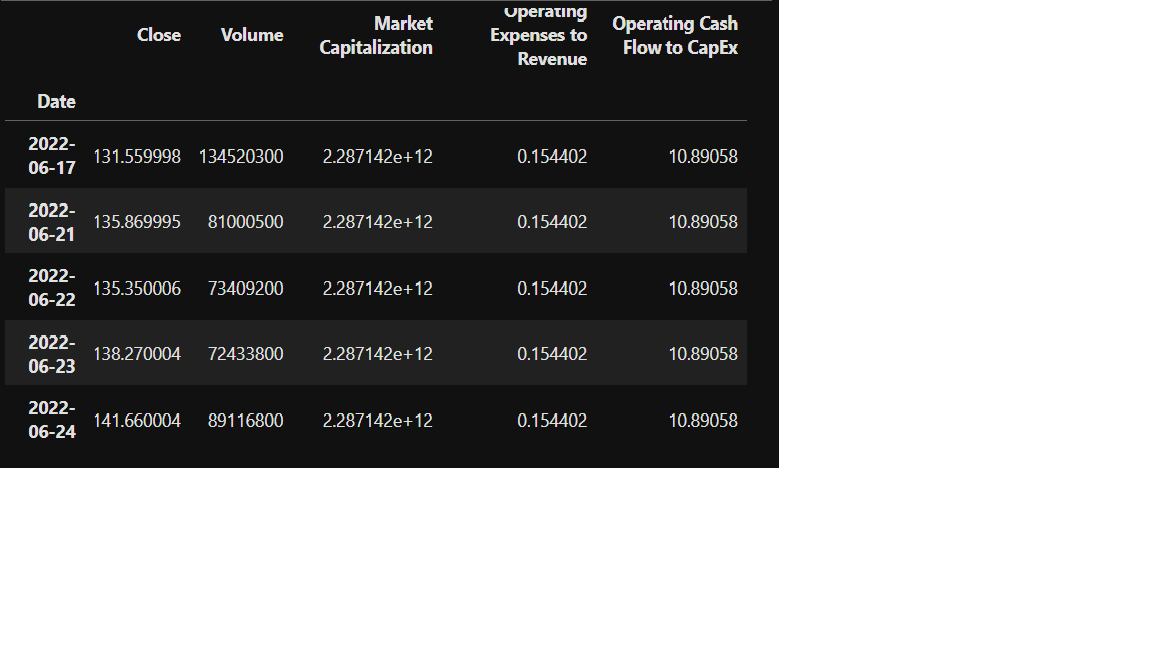 Close Volume Market Capitalization Operating Expenses to Revenue Operating Cash Flow to CapEx
Date
2022-06-17 131.559998 134520300 2.287142e+12 0.154402 10.89058
2022-06-21 135.869995 81000500 2.287142e+12 0.154402 10.89058
2022-06-22 135.350006 73409200 2.287142e+12 0.154402 10.89058
2022-06-23 138.270004 72433800 2.287142e+12 0.154402 10.89058
2022-06-24 141.660004 89116800 2.287142e+12 0.154402 10.89058